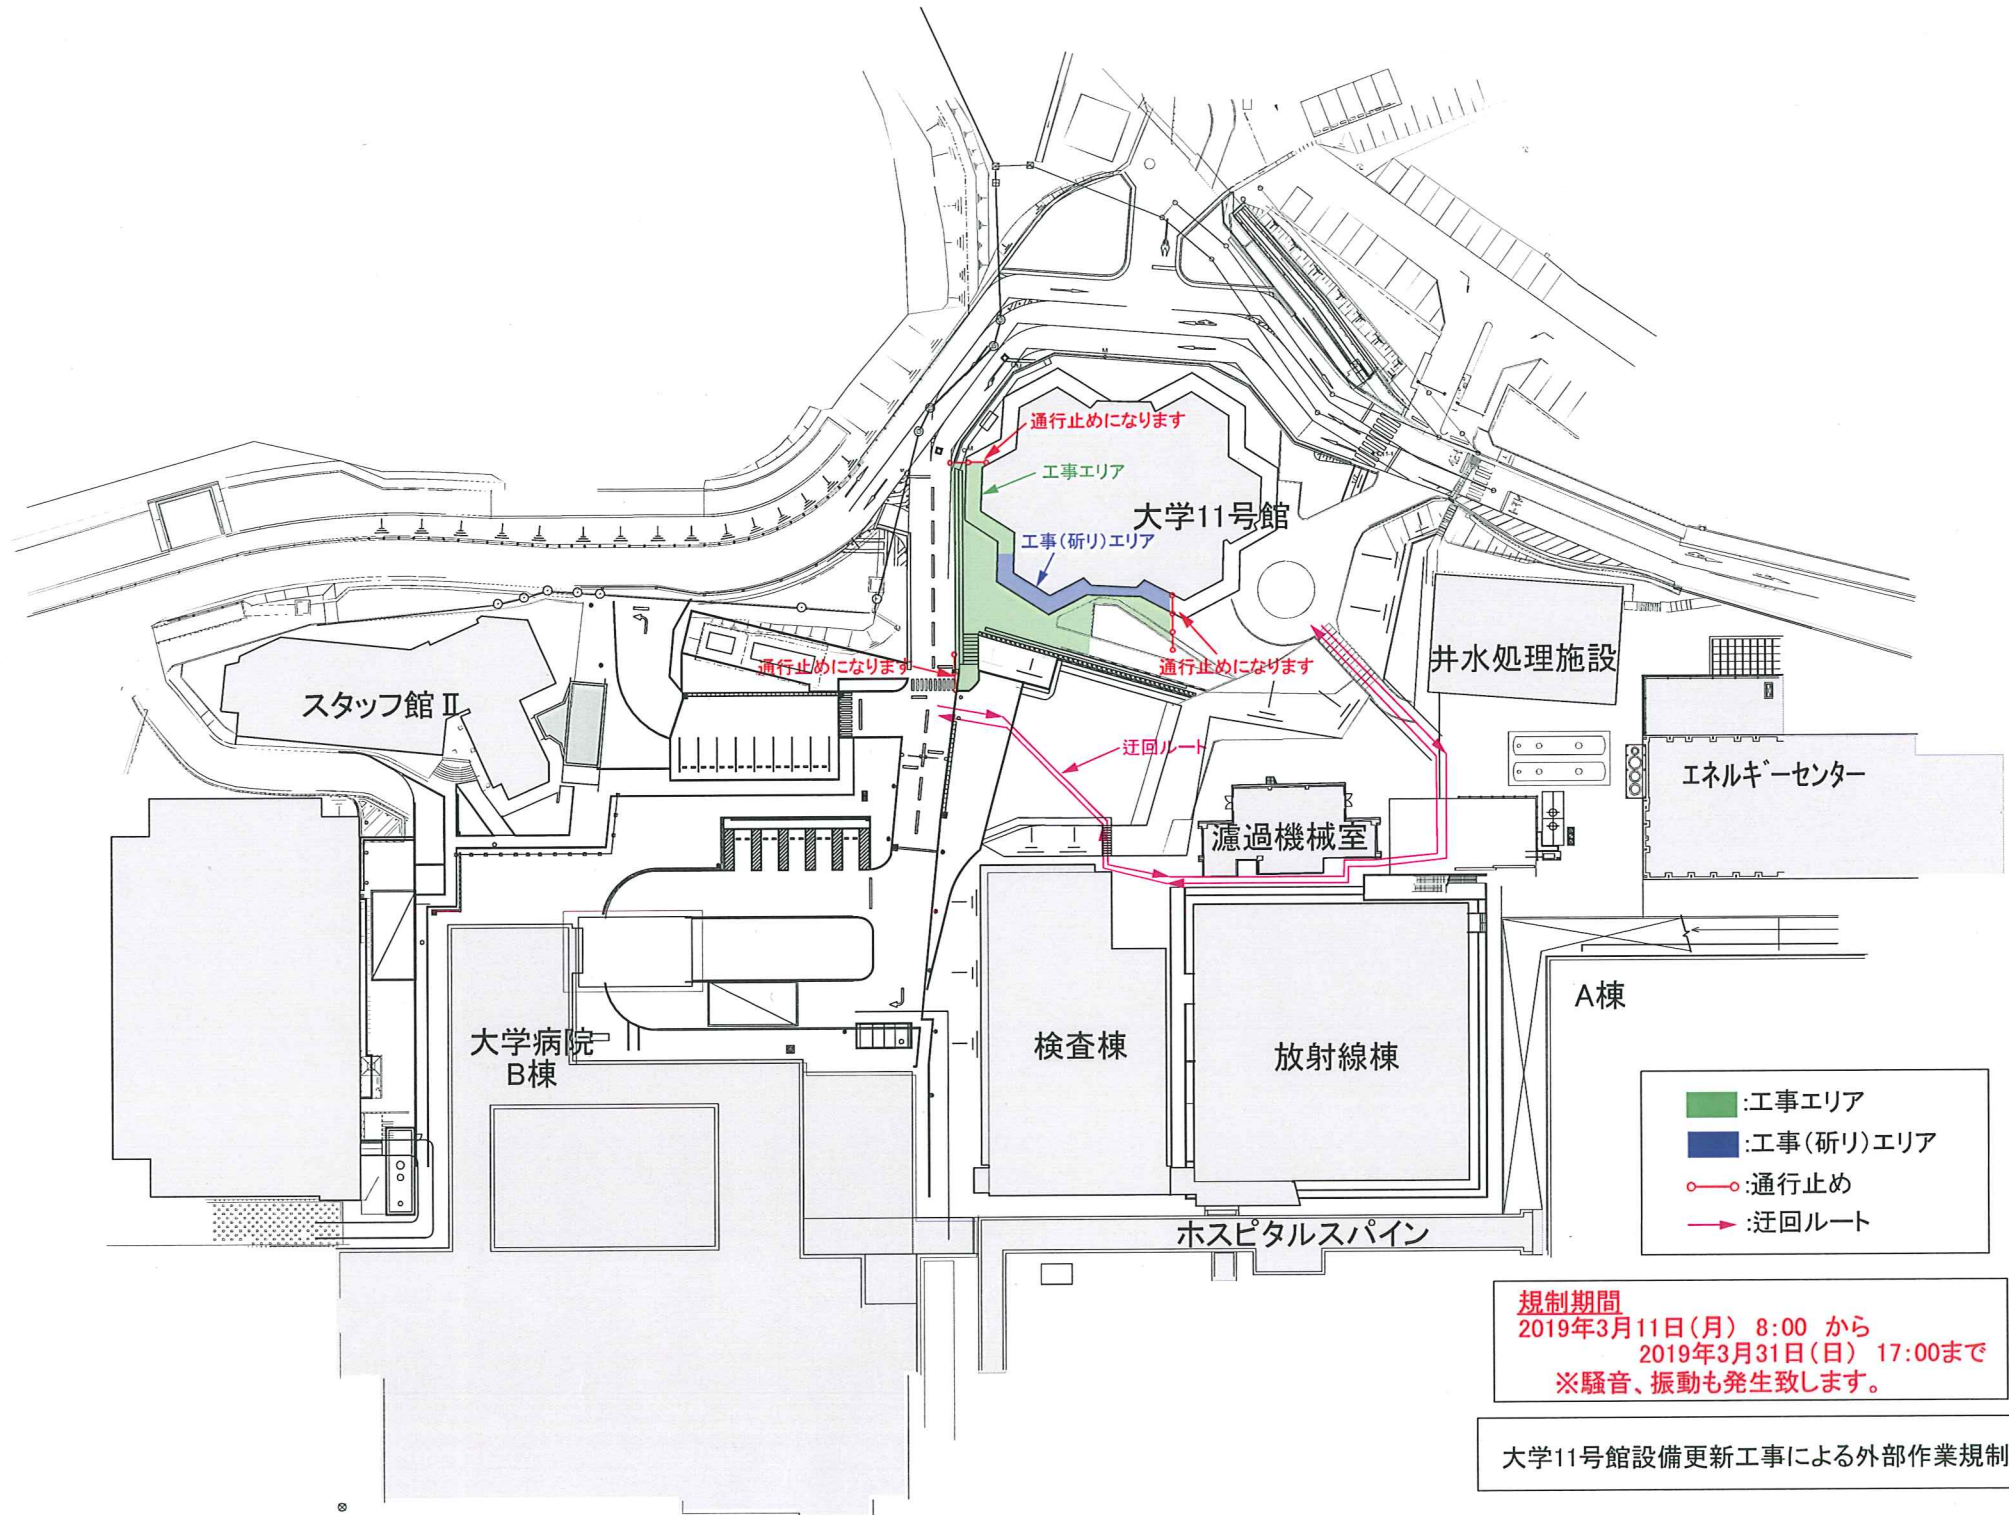 通行止めになります
工事エリア
大学11号館
工事(斫リ)エリア
通行止めになります
通行止めになります
井水処理施設
スタッフ館Ⅱ
迂回ルート
エネルギーセンター
濾過機械室
A棟
大学病院
B棟
検査棟
放射線棟
ホスピタルスパイン
:工事エリア
:工事(斫リ)エリア
:通行止め
:迂回ルート
規制期間
2019年3月11日(月) 8:00 から
2019年3月31日(日) 17:00まで
※騒音、振動も発生致します。
大学11号館設備更新工事による外部作業規制